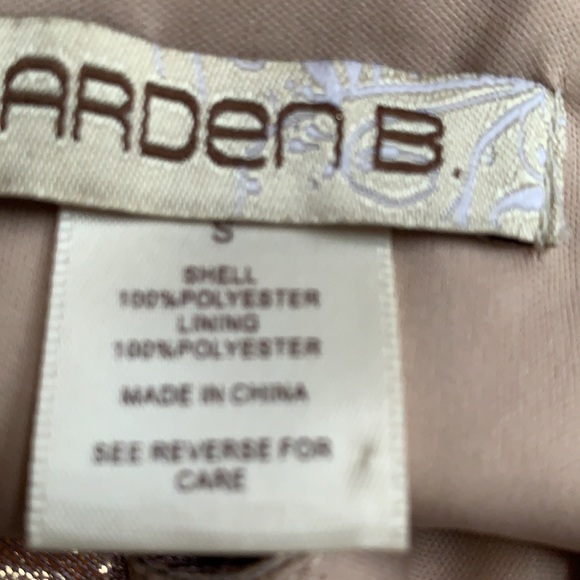 ARDen B.
S
SHELL
100%POLYESTER
LINING
100%POLYESTER
MADE IN CHINA
SEE REVERSE FOR
CARE